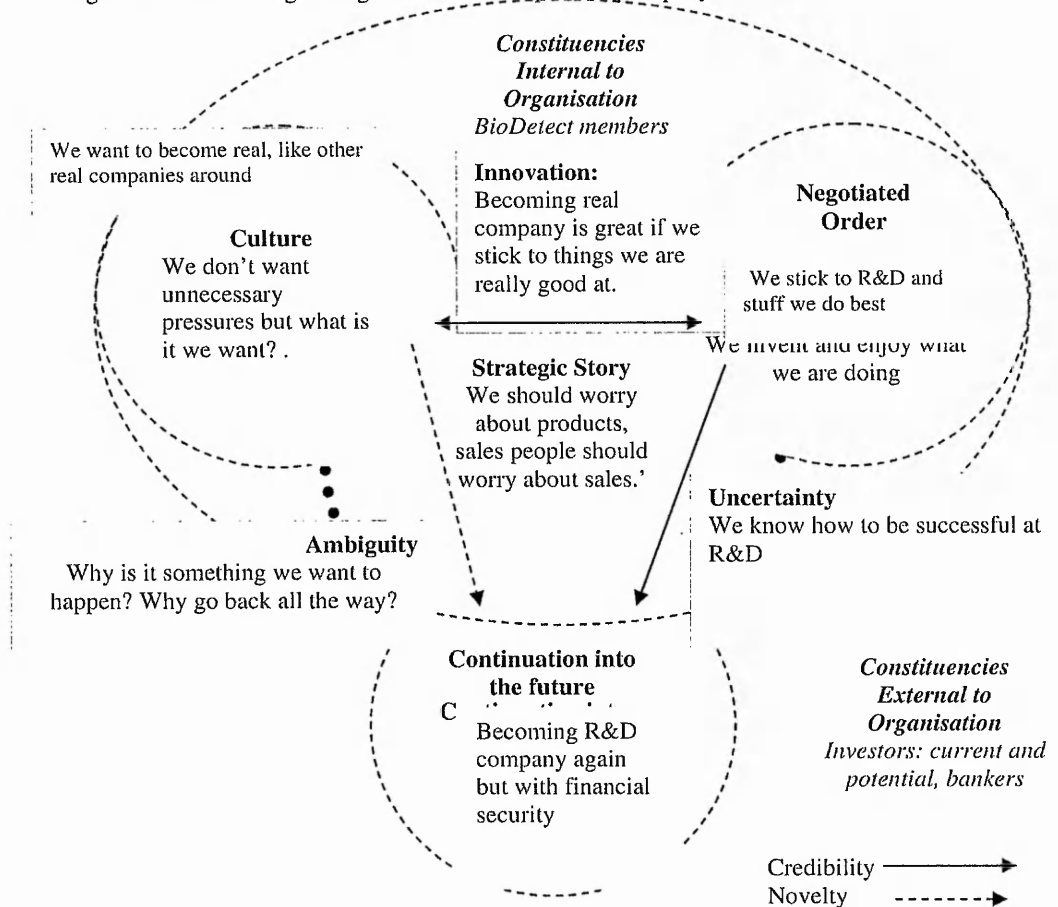 Constituencies
Internal to
Organisation
BioDetect members
We want to become real, like other
real companies around
Innovation:
Becoming real
company is great if we
stick to things we are
really good at.
Negotiated
Order
We stick to R&D and
stuff we do best
We invent and enjoy what
we are doing
Culture
We don't want
unnecessary
pressures but what is
it we want? .
Strategic Story
We should worry
about products,
sales people should
worry about sales.'
Uncertainty
We know how to be successful at
R&D
Ambiguity
Why is it something we want to
happen? Why go back all the way?
Continuation into
the future
C
Becoming R&D
company again
but with financial
security
Constituencies
External to
Organisation
Investors: current and
potential, bankers
Credibility
Novelty